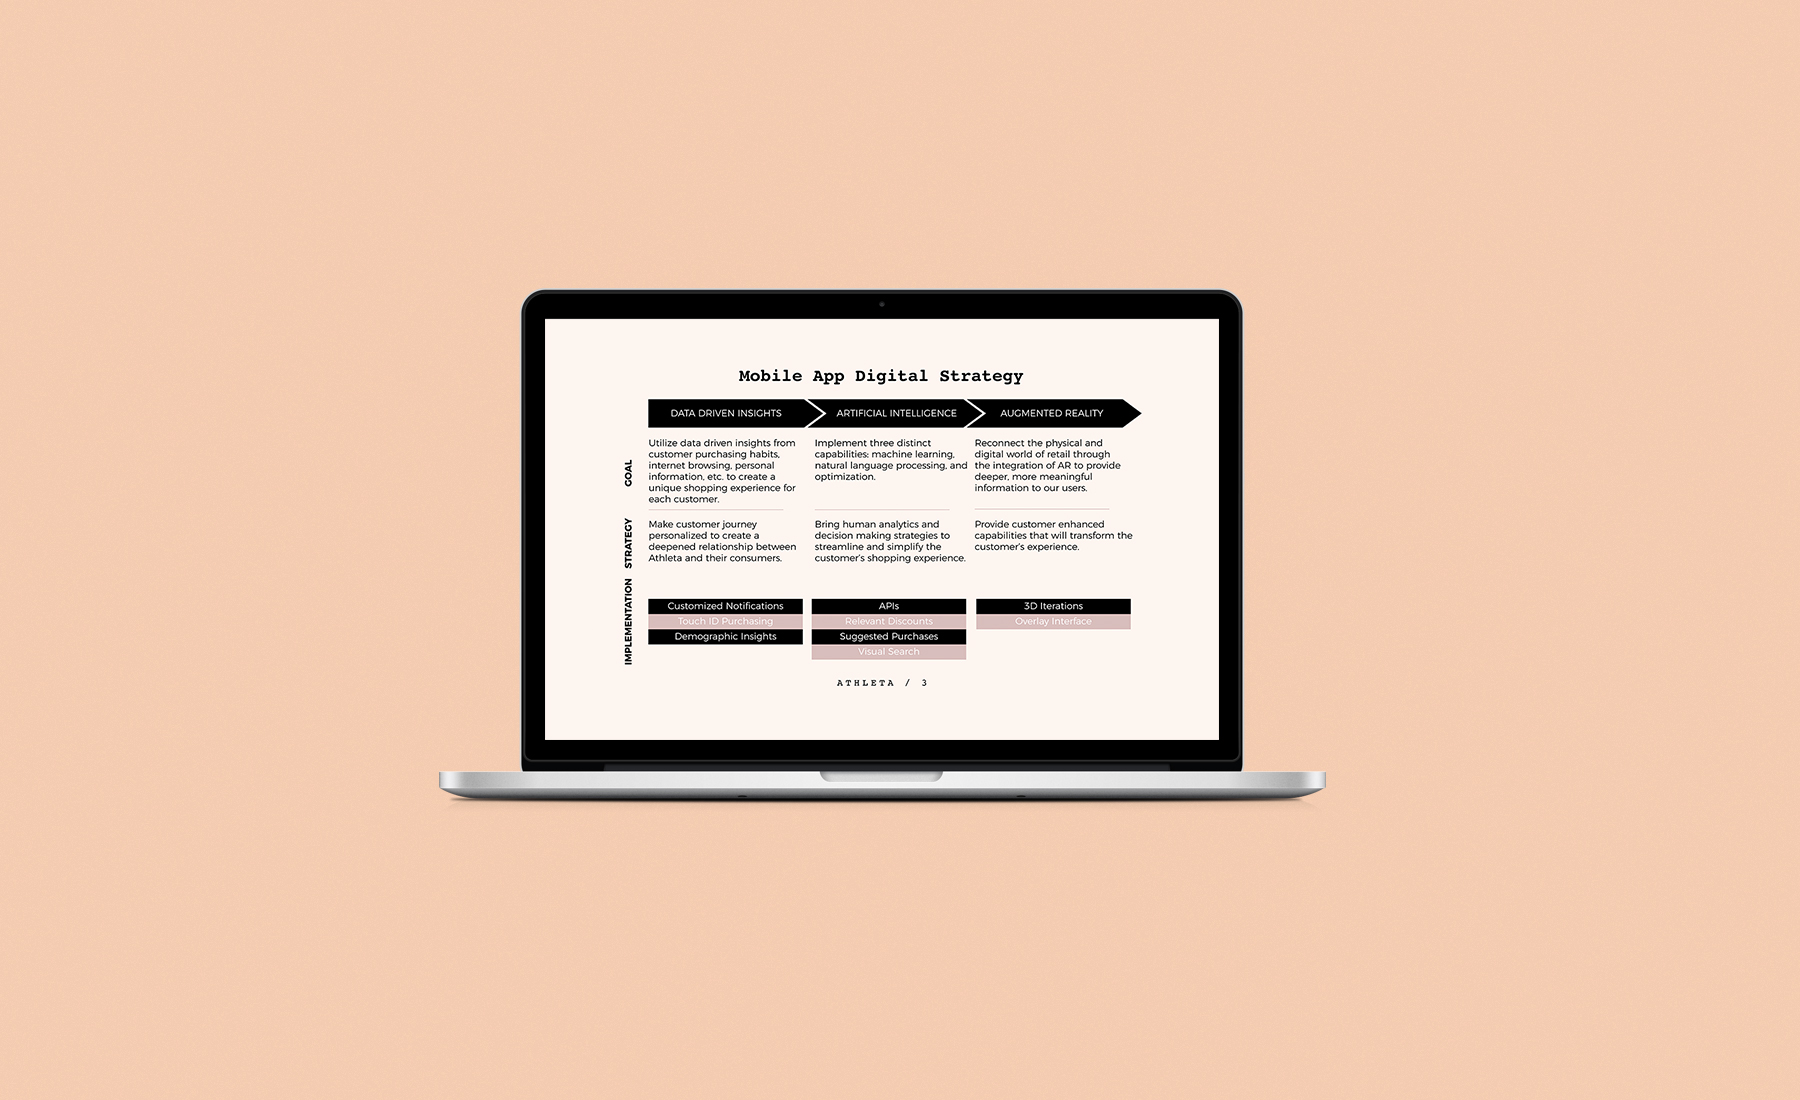 Mobile App Digital Strategy
DATA DRIVEN INSIGHTS
ARTIFICIAL INTELLIGENCE
AUGMENTED REALITY
GOAL
Utilize data driven insights from
customer purchasing habits,
internet browsing, personal
information, etc. to create a
unique shopping experience for
each customer.
Implement three distinct
capabilities: machine learning,
natural language processing, and
optimization.
Reconnect the physical and
digital world of retail through
the integration of AR to provide
deeper, more meaningful
information to our users.
STRATEGY
Make customer journey
personalized to create a
deepened relationship between
Athleta and their consumers.
Bring human analytics and
decision making strategies to
streamline and simplify the
customer's shopping experience.
Provide customer enhanced
capabilities that will transform the
customer's experience.
IMPLEMENTATION
Customized Notifications
Touch ID Purchasing
Demographic Insights
APIs
Relevant Discounts
Suggested Purchases
Visual Search
3D Iterations
Overlay Interface
ATHLETA / 3